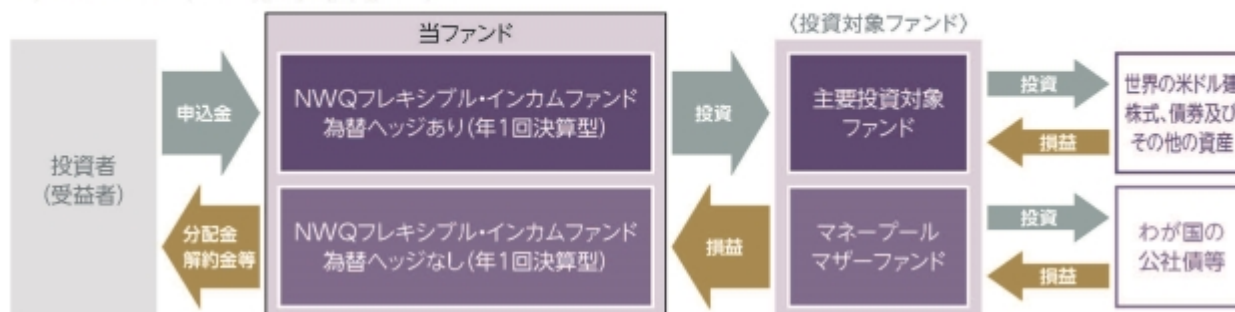 当ファンド
〈投資対象ファンド〉
投資者
(受益者)
申込金
分配金
解約金等
NWQフレキシブル・インカムファンド
為替ヘッジあり(年1回決算型)
NWQフレキシブル・インカムファンド
為替ヘッジなし(年1回決算型)
投資
損益
主要投資対象
ファンド
マネープール
マザーファンド
投資
損益
投資
損益
世界の米ドル建
株式、債券及び
その他の資産
わが国の
公社債等